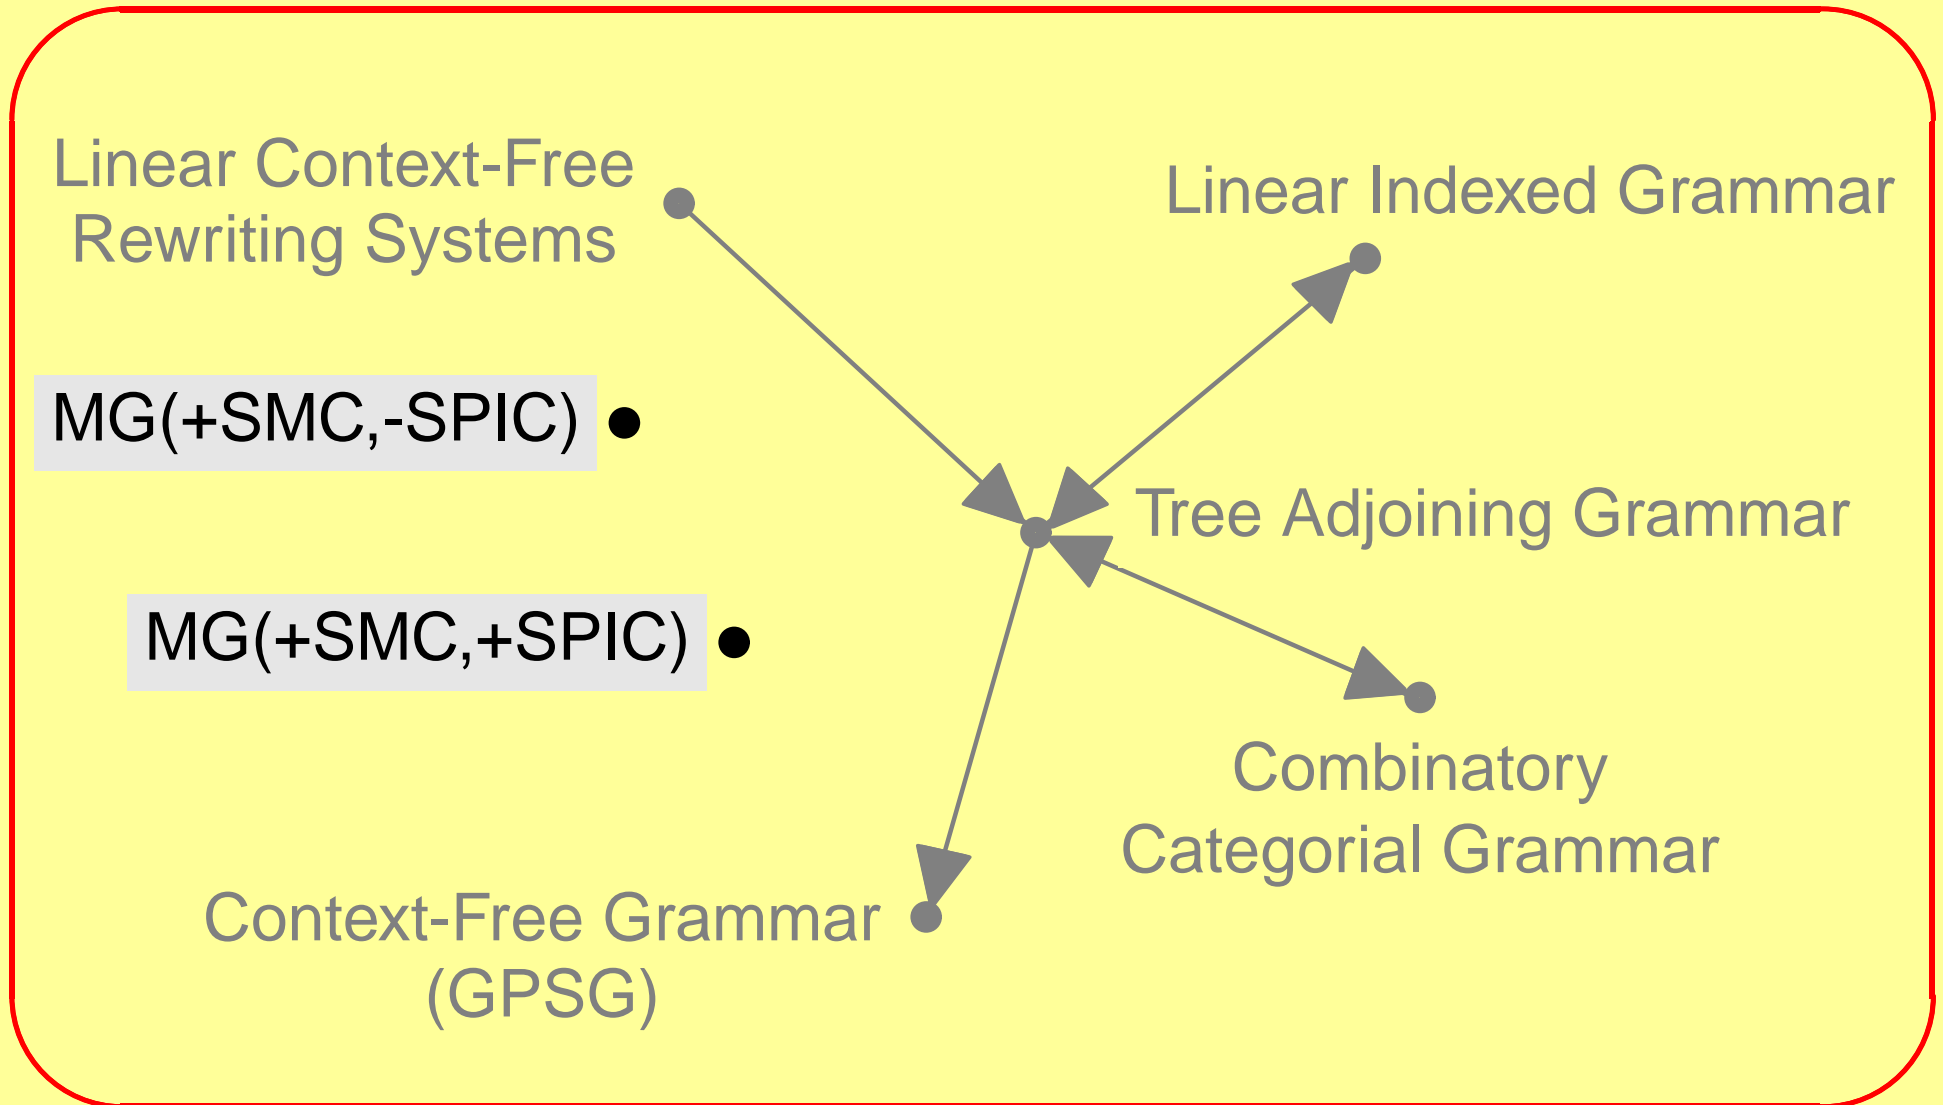 Linear Context-Free
Rewriting Systems
Linear Indexed Grammar
MG(+SMC,-SPIC)
Tree Adjoining Grammar
MG(+SMC,+SPIC)
Combinatory
Categorial Grammar
Context-Free Grammar
(GPSG)